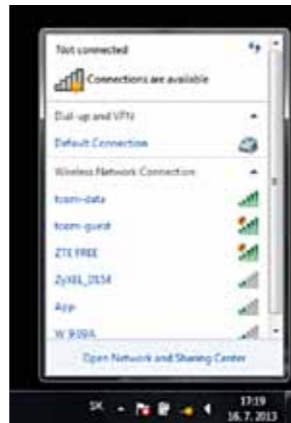 Not connected
Connections are available
Dial-up and VPN
Default Connection
Wireless Network Connection
tcom-data
tcom-guest
ZTE FREE
ZyXEL_D154
App
Open Network and Sharing Center
SK
17:19
16. 7. 2013